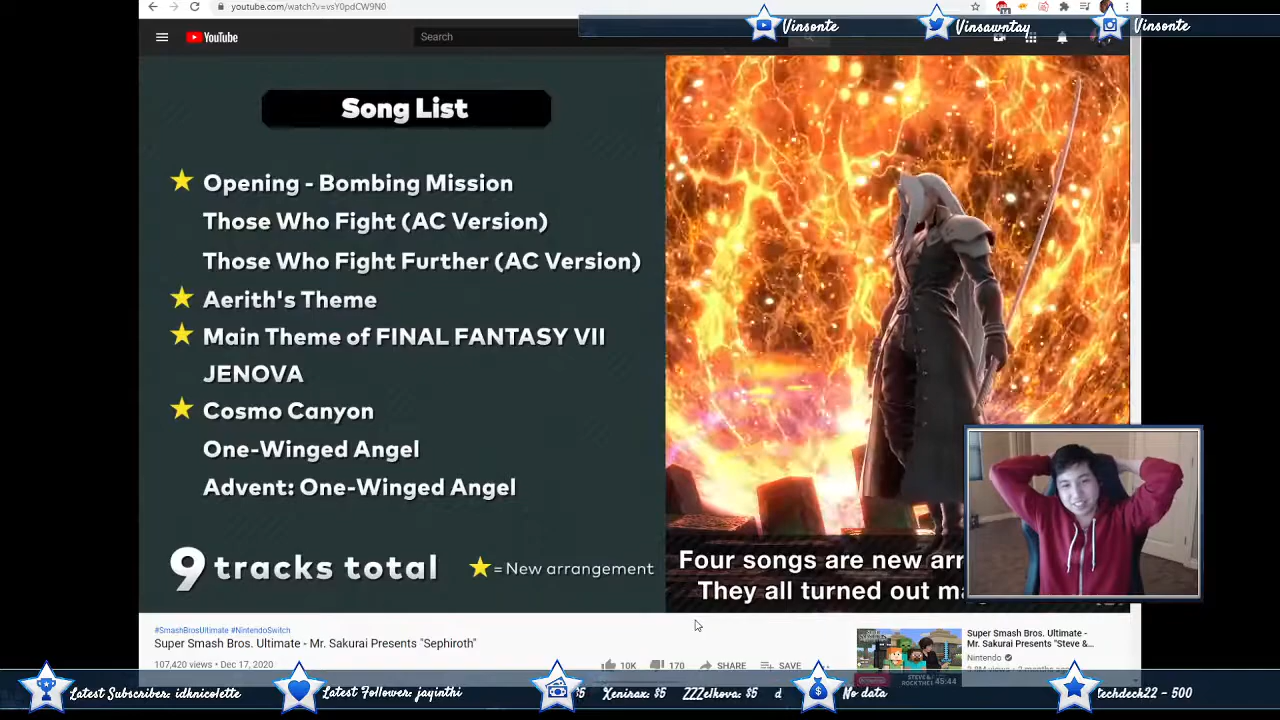 youtube.com/watch?v=vsY0pdCW9N0
Vinsonte
Vinsawntay
Vinsonte
YouTube
Search
Song List
Opening - Bombing Mission
Those Who Fight (AC Version)
Those Who Fight Further (AC Version)
Aerith's Theme
Main Theme of FINAL FANTASY VII
JENOVA
Cosmo Canyon
One-Winged Angel
Advent: One-Winged Angel
9 tracks total
= New arrangement
Four songs are new arr
They all turned out m
#SmashBrosUltimate #NintendoSwitch
Super Smash Bros. Ultimate - Mr. Sakurai Presents "Sephiroth"
107,420 views • Dec 17, 2020
10K
170
SHARE
SAVE
Super Smash Bros. Ultimate -
Mr. Sakurai Presents "Steve &...
Nintendo
45:44
Latest Subscriber: idknicolette
Latest Follower: jayinthi
$5 Xenirax: $5 ZZZelkova: $5 d
No data
techdech22 - 500